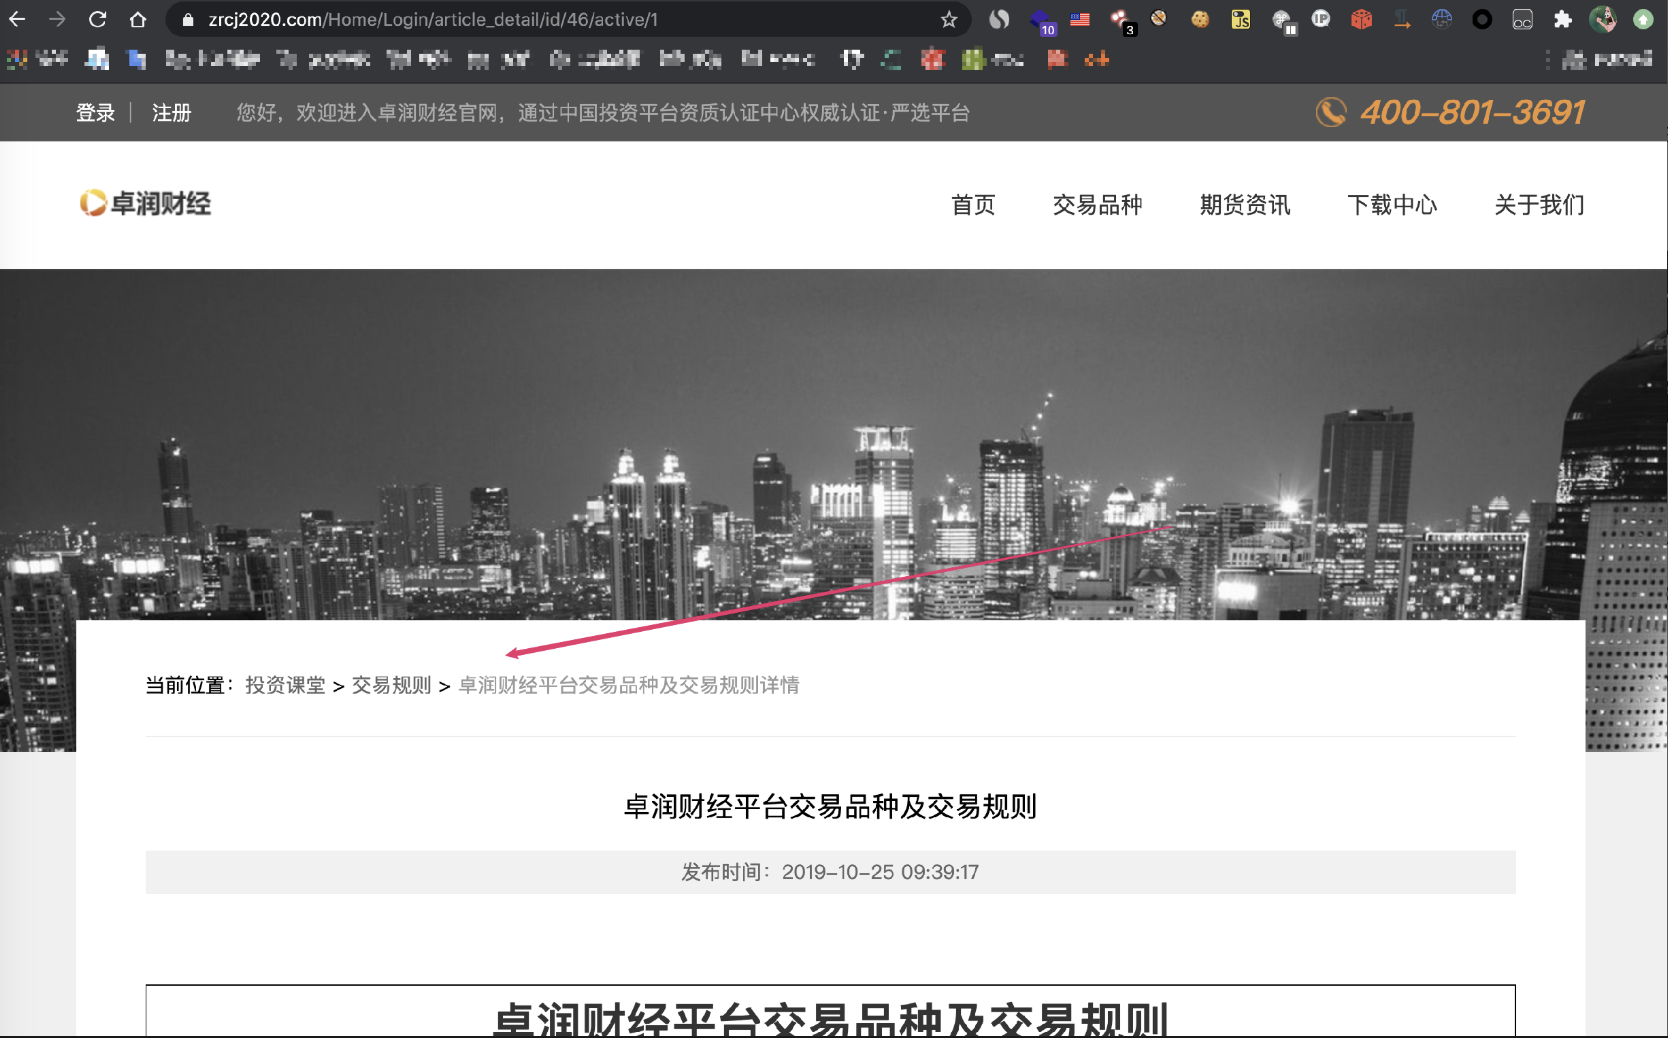 zrcj2020.com/Home/Login/article_detail/id/46/active/1
10
3
JS
IP
登录 | 注册 您好，欢迎进入卓润财经官网，通过中国投资平台资质认证中心权威认证·严选平台
400-801-3691
卓润财经
首页 交易品种 期货资讯 下载中心 关于我们
当前位置：投资课堂 > 交易规则 > 卓润财经平台交易品种及交易规则详情
卓润财经平台交易品种及交易规则
发布时间：2019-10-25 09:39:17
卓润财经平台交易品种及交易规则